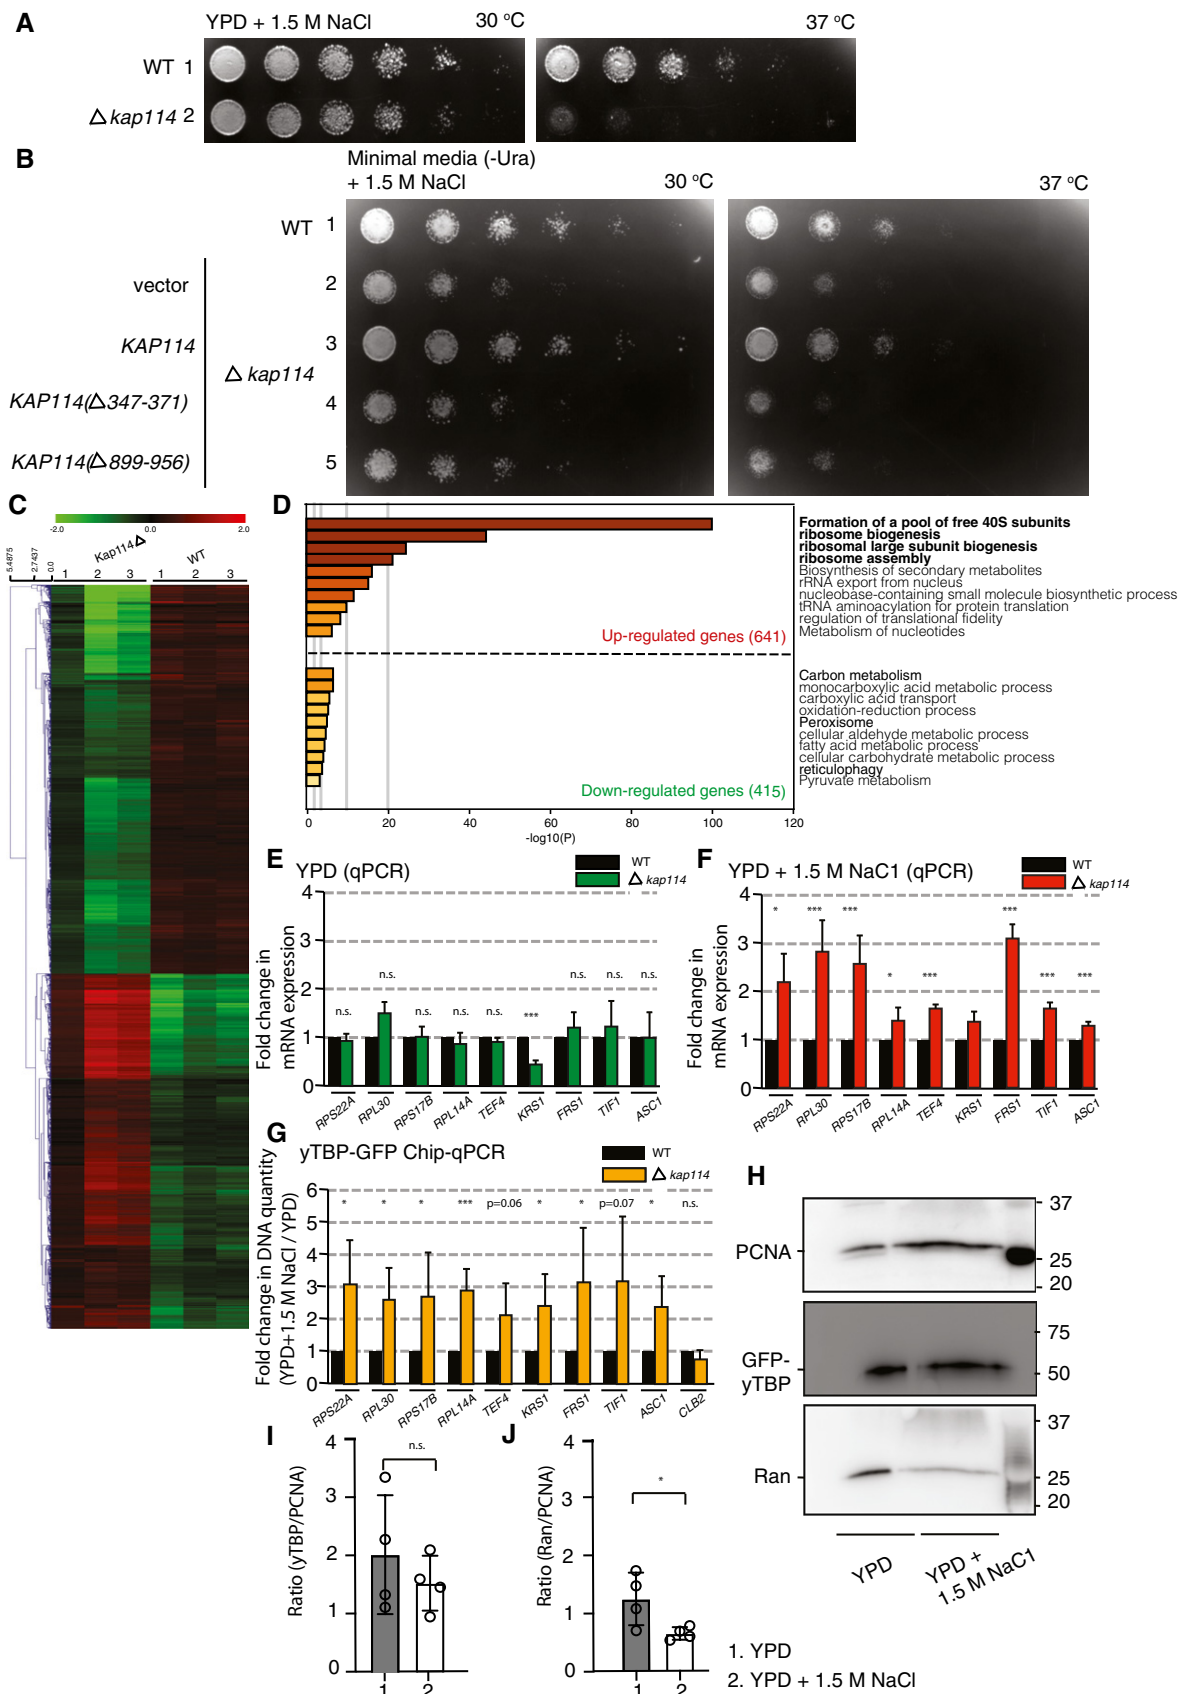 A
YPD + 1.5 M NaCl 30 °C 37 °C
WT 1
△ kap114 2
B
Minimal media (-Ura)
+ 1.5 M NaCl 30 °C 37 °C
WT 1
vector 2
KAP114 3
△ kap114
KAP114(△347-371) 4
KAP114(△899-956) 5
C
-2.0 0.0 2.0
5.4875 2.7437 0.0
Kap114△ WT
1 2 3 1 2 3
D
Formation of a pool of free 40S subunits
ribosome biogenesis
ribosomal large subunit biogenesis
ribosome assembly
Biosynthesis of secondary metabolites
rRNA export from nucleus
nucleobase-containing small molecule biosynthetic process
tRNA aminoacylation for protein translation
regulation of translational fidelity
Metabolism of nucleotides
Up-regulated genes (641)
Carbon metabolism
monocarboxylic acid metabolic process
carboxylic acid transport
oxidation-reduction process
Peroxisome
cellular aldehyde metabolic process
fatty acid metabolic process
cellular carbohydrate metabolic process
reticulophagy
Pyruvate metabolism
Down-regulated genes (415)
0 20 40 60 80 100 120
-log10(P)
E
YPD (qPCR)
WT
△ kap114
Fold change in
mRNA expression
4
3
2
1
0
n.s. n.s. n.s. n.s. n.s. *** n.s. n.s. n.s.
RPS22A RPL30 RPS17B RPL14A TEF4 KRS1 FRS1 TIF1 ASC1
F
YPD + 1.5 M NaC1 (qPCR)
WT
△ kap114
Fold change in
mRNA expression
4
3
2
1
0
* *** *** * *** *** *** ***
RPS22A RPL30 RPS17B RPL14A TEF4 KRS1 FRS1 TIF1 ASC1
G
yTBP-GFP Chip-qPCR
WT
△ kap114
Fold change in DNA quantity
(YPD+1.5 M NaCl / YPD)
6
5
4
3
2
1
0
* * * *** p=0.06 * * p=0.07 * n.s.
RPS22A RPL30 RPS17B RPL14A TEF4 KRS1 FRS1 TIF1 ASC1 CLB2
H
PCNA
37
25
20
GFP-
yTBP
75
50
Ran
37
25
20
YPD
YPD +
1.5 M NaC1
I
Ratio (yTBP/PCNA)
4
3
2
1
0
n.s.
1 2
J
Ratio (Ran/PCNA)
4
3
2
1
0
*
1 2
1. YPD
2. YPD + 1.5 M NaCl